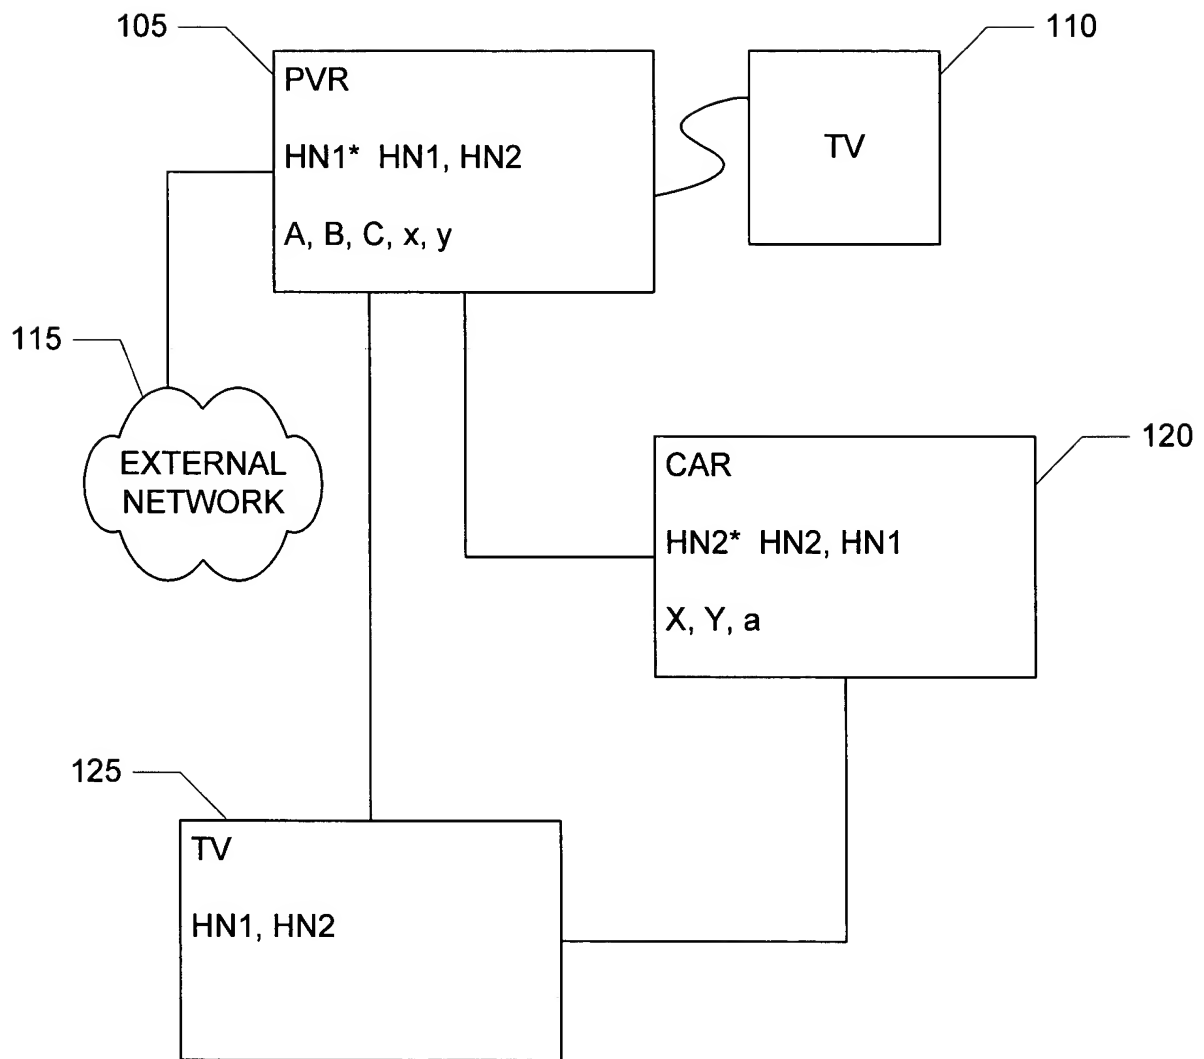 105
110
PVR
HN1* HN1, HN2
A, B, C, x, y
TV
115
EXTERNAL
NETWORK
120
CAR
HN2* HN2, HN1
X, Y, a
125
TV
HN1, HN2